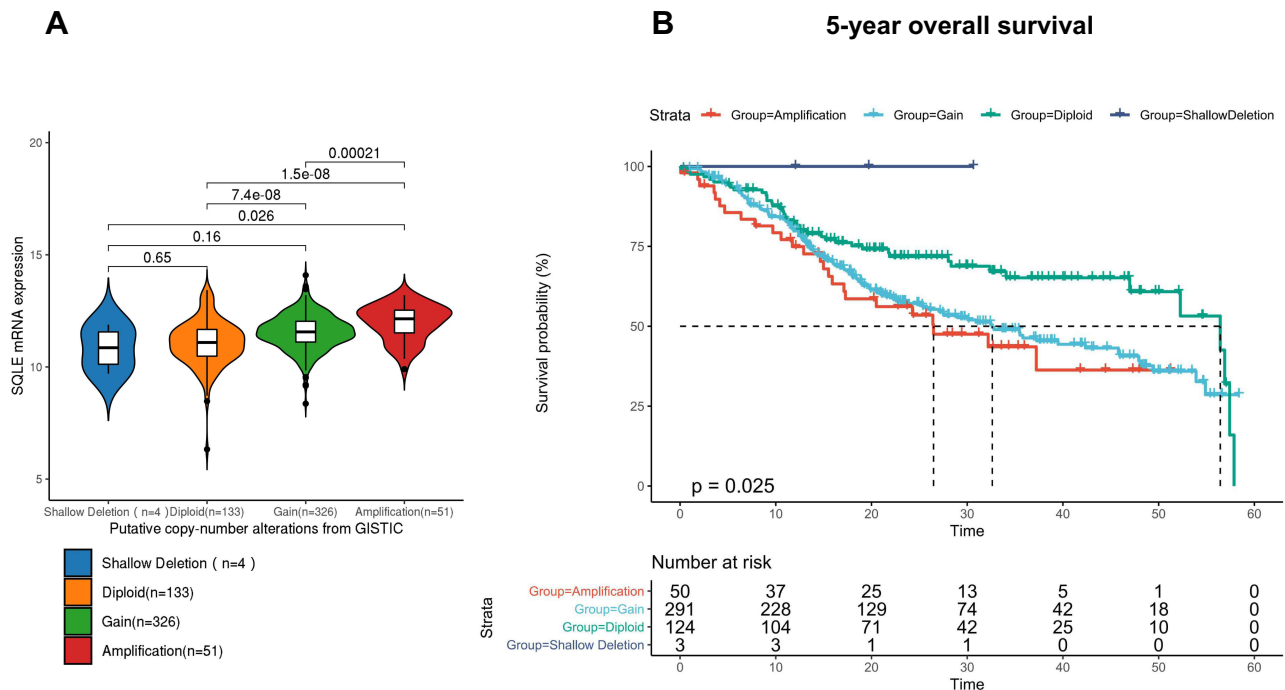 A
B
5-year overall survival
Strata
Group=Amplification
Group=Gain
Group=Diploid
Group=ShallowDeletion
SQLE mRNA expression
20
15
10
5
0.00021
1.5e-08
7.4e-08
0.026
0.16
0.65
Shallow Deletion ( n=4 )
Diploid(n=133)
Gain(n=326)
Amplification(n=51)
Putative copy-number alterations from GISTIC
Shallow Deletion ( n=4 )
Diploid(n=133)
Gain(n=326)
Amplification(n=51)
Survival probability (%)
100
75
50
25
0
p = 0.025
0 10 20 30 40 50 60
Time
Number at risk
Strata
Group=Amplification 50 37 25 13 5 1 0
Group=Gain 291 228 129 74 42 18 0
Group=Diploid 124 104 71 42 25 10 0
Group=Shallow Deletion 3 3 1 1 0 0 0
0 10 20 30 40 50 60
Time